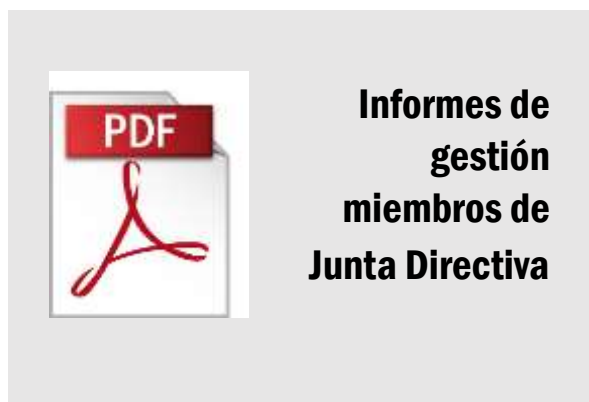 PDF
Informes de
gestión
miembros de
Junta Directiva